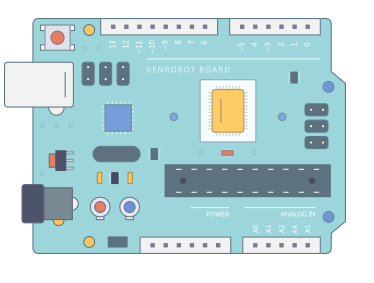 13 12 ~11 ~10 ~9 8 7 ~6 ~5 4 ~3 2 1 0
KENROBOT BOARD
POWER ANALOG IN
A0 A1 A2 A3 A4 A5